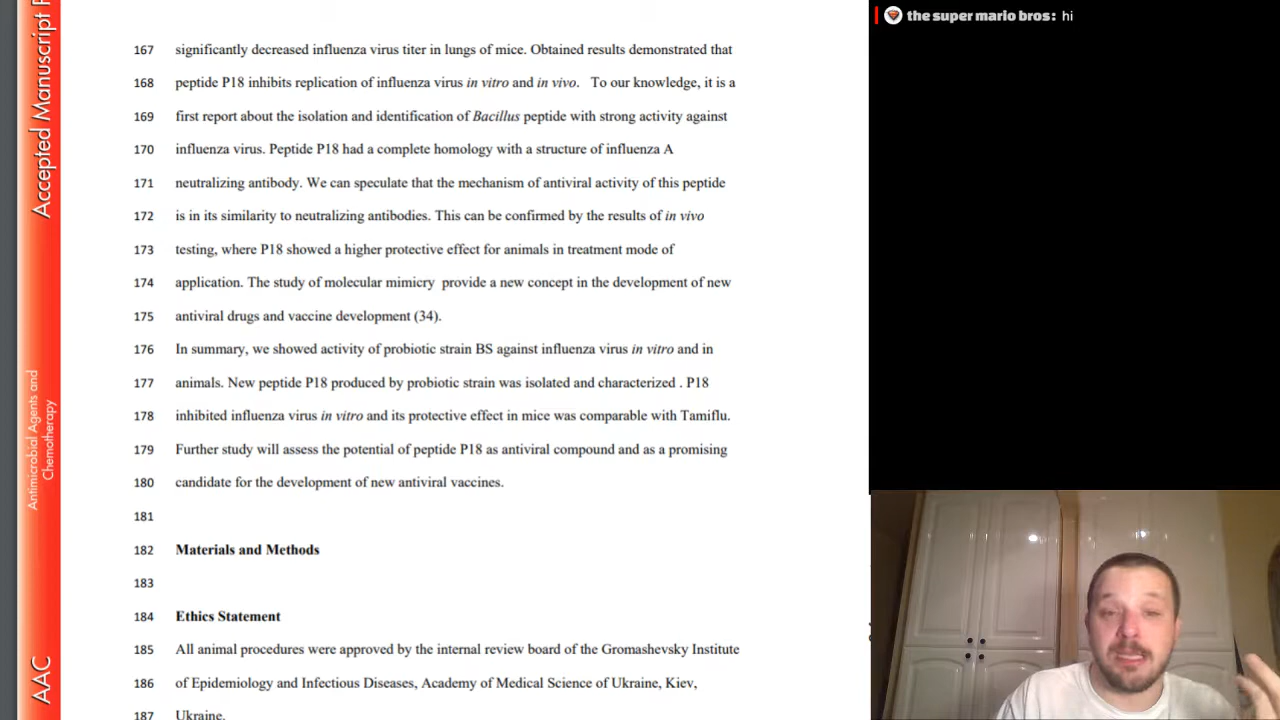 Accepted Manuscript P
Antimicrobial Agents and
Chemotherapy
AAC
167 significantly decreased influenza virus titer in lungs of mice. Obtained results demonstrated that
168 peptide P18 inhibits replication of influenza virus in vitro and in vivo.   To our knowledge, it is a
169 first report about the isolation and identification of Bacillus peptide with strong activity against
170 influenza virus. Peptide P18 had a complete homology with a structure of influenza A
171 neutralizing antibody. We can speculate that the mechanism of antiviral activity of this peptide
172 is in its similarity to neutralizing antibodies. This can be confirmed by the results of in vivo
173 testing, where P18 showed a higher protective effect for animals in treatment mode of
174 application. The study of molecular mimicry  provide a new concept in the development of new
175 antiviral drugs and vaccine development (34).
176 In summary, we showed activity of probiotic strain BS against influenza virus in vitro and in
177 animals. New peptide P18 produced by probiotic strain was isolated and characterized . P18
178 inhibited influenza virus in vitro and its protective effect in mice was comparable with Tamiflu.
179 Further study will assess the potential of peptide P18 as antiviral compound and as a promising
180 candidate for the development of new antiviral vaccines.
181
182 Materials and Methods
183
184 Ethics Statement
185 All animal procedures were approved by the internal review board of the Gromashevsky Institute
186 of Epidemiology and Infectious Diseases, Academy of Medical Science of Ukraine, Kiev,
187 Ukraine.
the super mario bros: hi